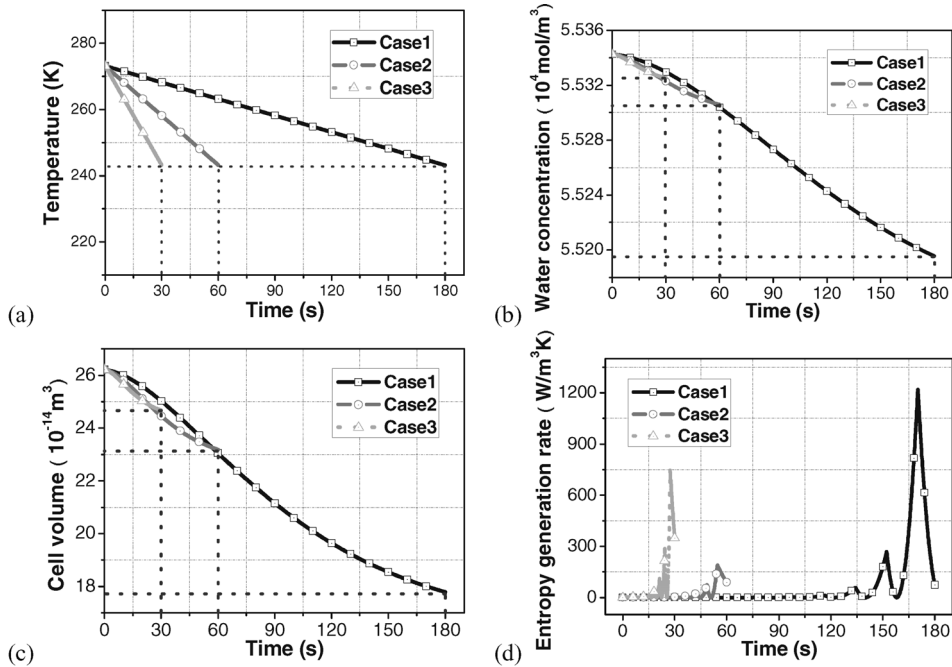 280
260
240
220
Temperature (K)
Case1
Case2
Case3
0 30 60 90 120 150 180
Time (s)
(a)
5.536
5.532
5.528
5.524
5.520
Water concentration ( 10⁴ mol/m³)
Case1
Case2
Case3
0 30 60 90 120 150 180
Time (s)
(b)
26
24
22
20
18
Cell volume ( 10⁻¹⁴m³)
Case1
Case2
Case3
0 30 60 90 120 150 180
Time (s)
(c)
1200
900
600
300
0
Entropy generation rate ( W/m³K)
Case1
Case2
Case3
0 30 60 90 120 150 180
Time (s)
(d)